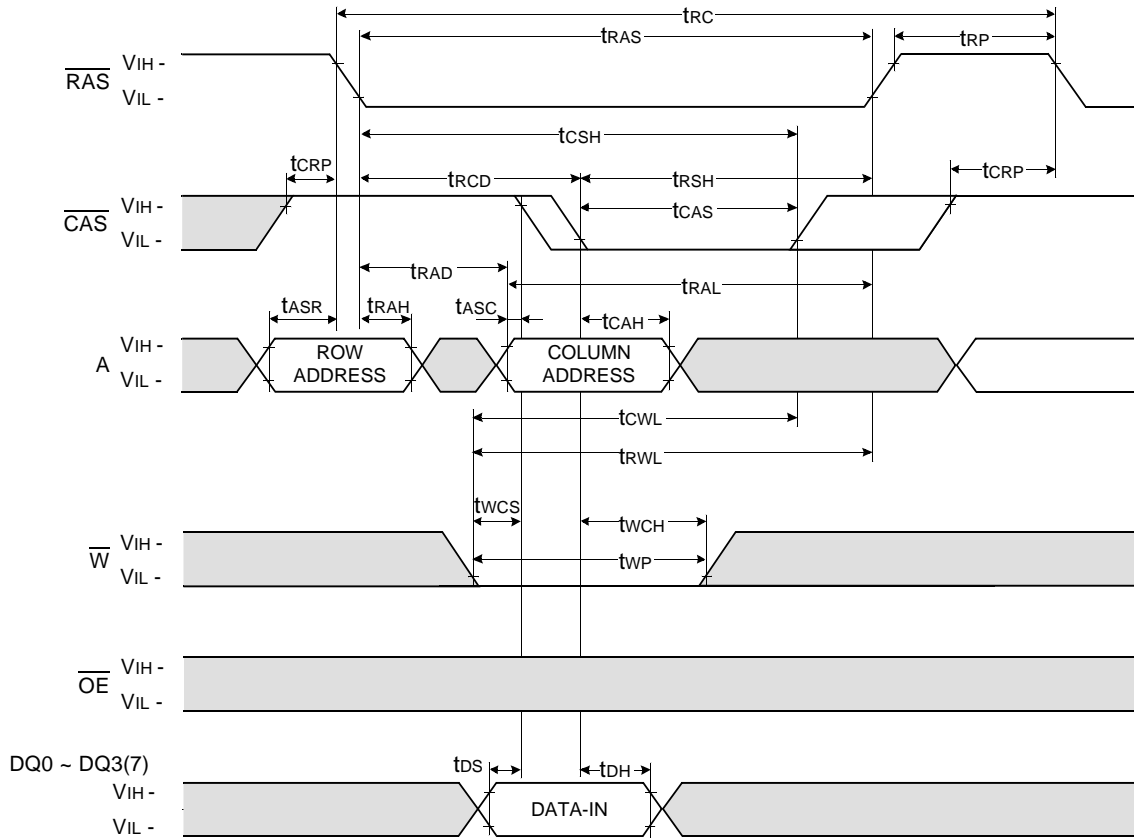 tRC
tRAS
tRP
RAS
VIH -
VIL -
tCSH
tCRP
tRCD
tRSH
tCRP
CAS
VIH -
VIL -
tCAS
tRAD
tRAL
tASR
tRAH
tASC
tCAH
A
VIH -
VIL -
ROW
ADDRESS
COLUMN
ADDRESS
tCWL
tRWL
tWCS
tWCH
W
VIH -
VIL -
tWP
OE
VIH -
VIL -
DQ0 ~ DQ3(7)
tDS
tDH
VIH -
VIL -
DATA-IN